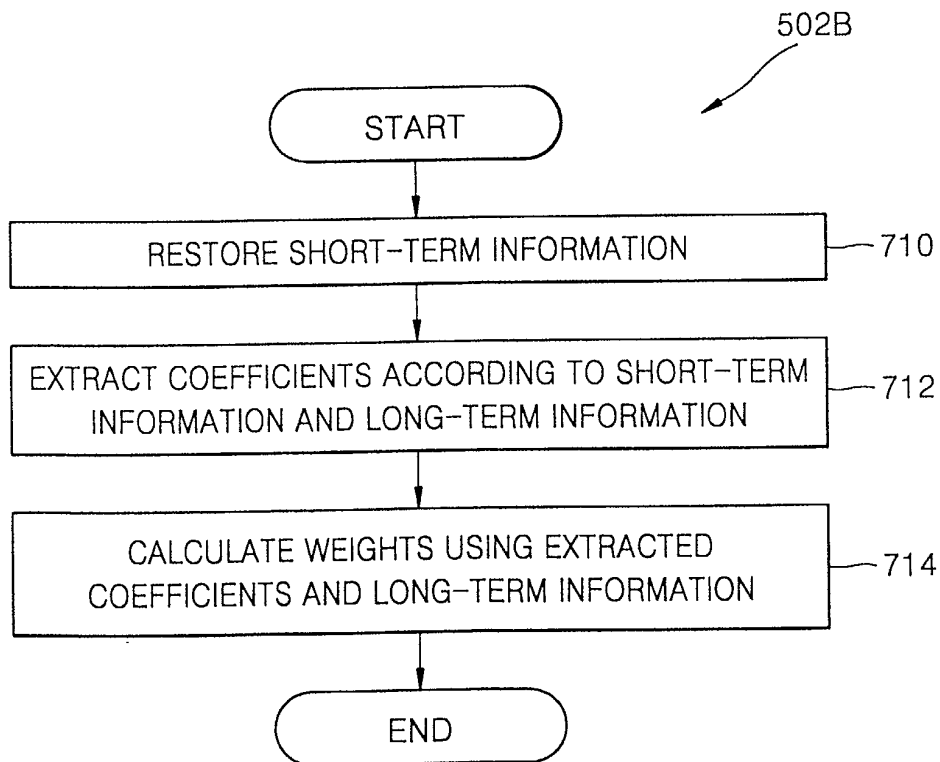 502B
START
RESTORE SHORT-TERM INFORMATION
710
EXTRACT COEFFICIENTS ACCORDING TO SHORT-TERM
INFORMATION AND LONG-TERM INFORMATION
712
CALCULATE WEIGHTS USING EXTRACTED
COEFFICIENTS AND LONG-TERM INFORMATION
714
END